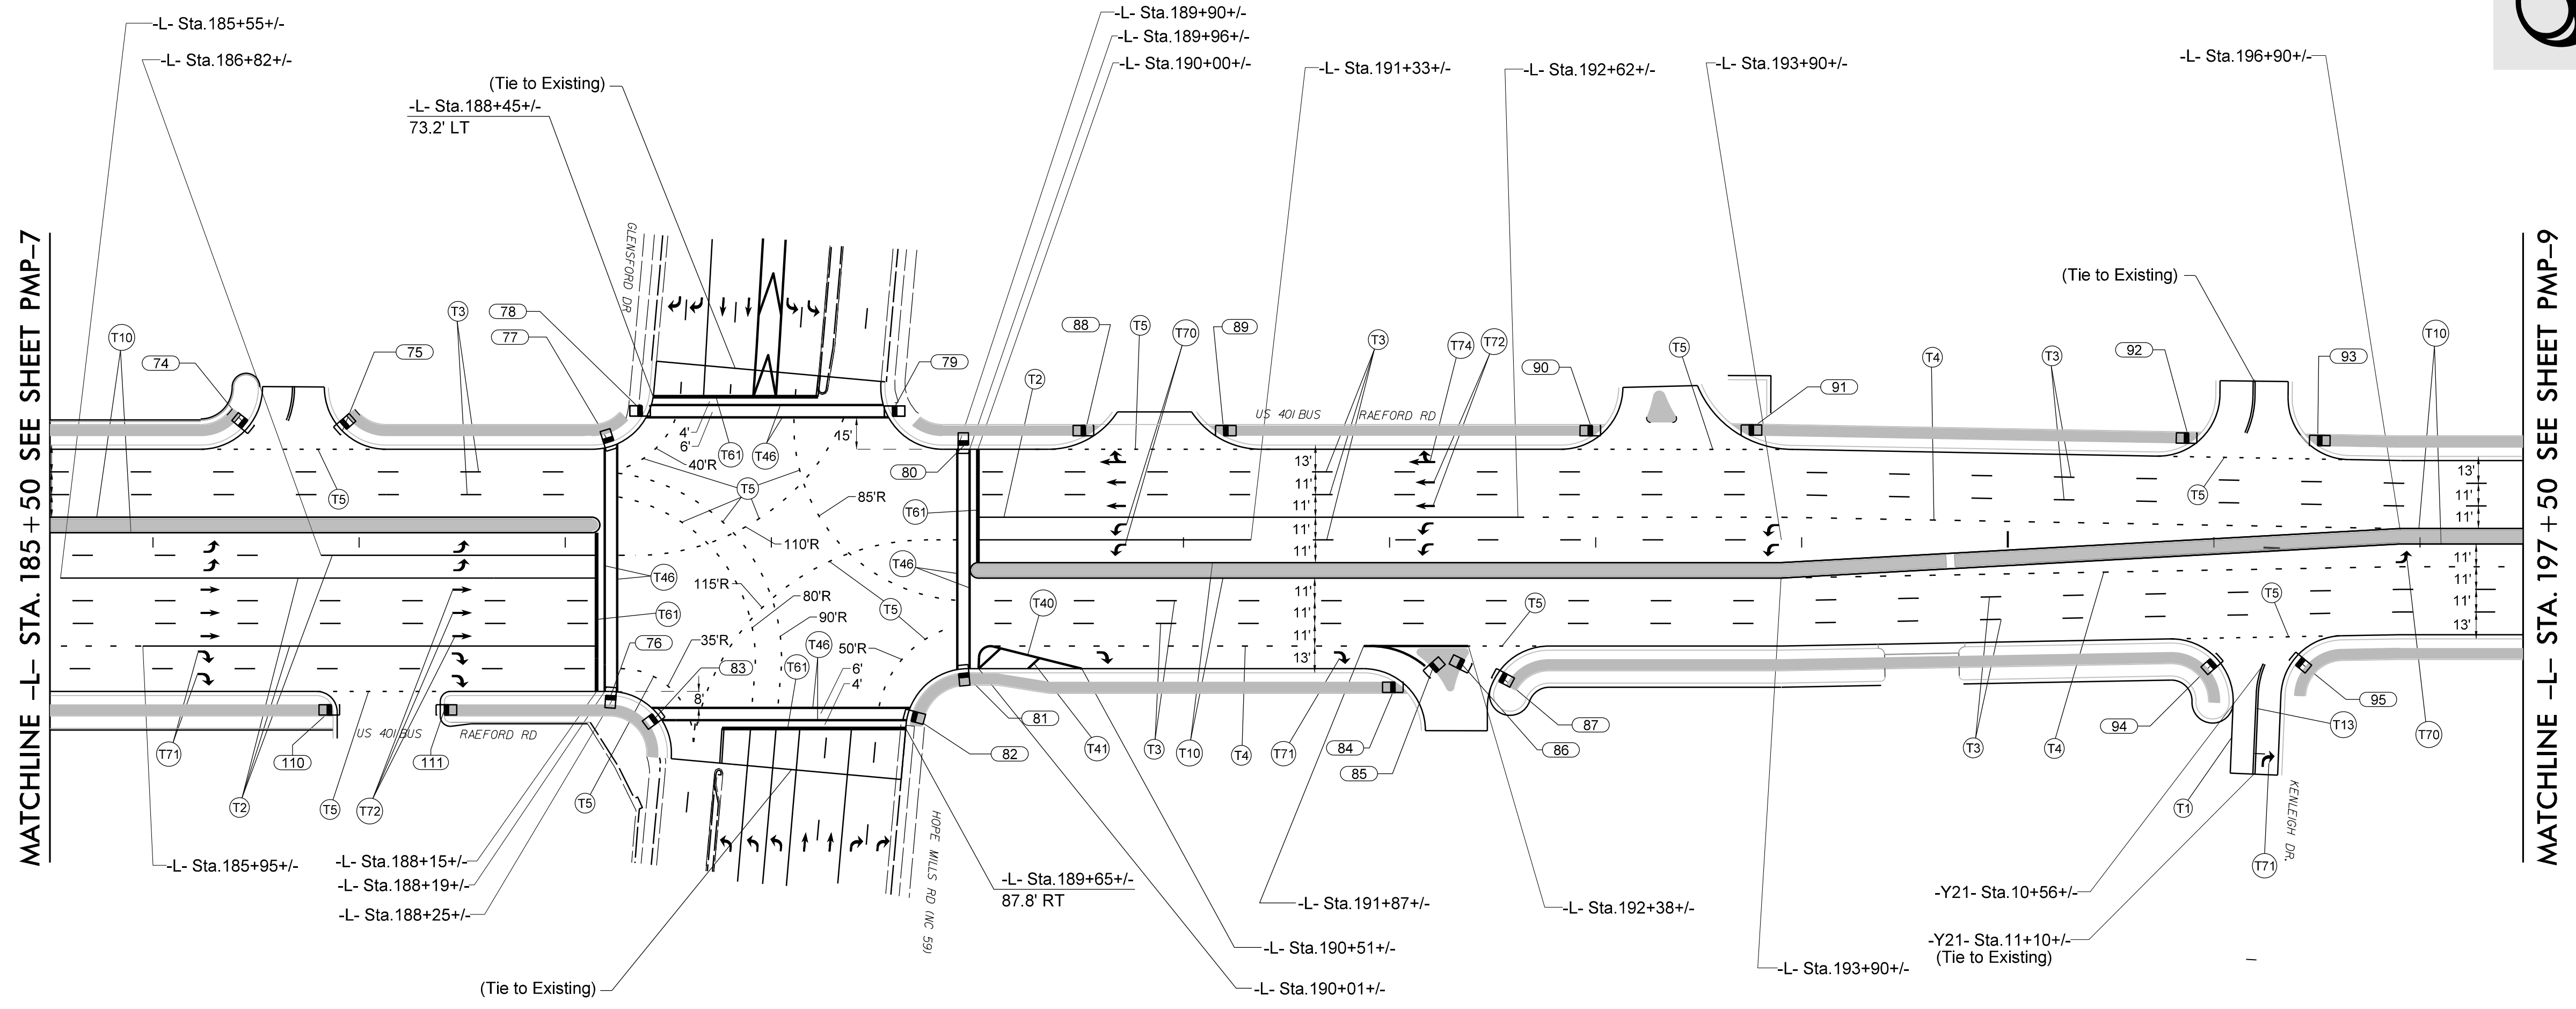 -L- Sta.185+55+/-
-L- Sta.186+82+/-
(Tie to Existing)
-L- Sta.188+45+/-
73.2' LT
-L- Sta.189+90+/-
-L- Sta.189+96+/-
-L- Sta.190+00+/-
-L- Sta.191+33+/-
-L- Sta.192+62+/-
-L- Sta.193+90+/-
-L- Sta.196+90+/-
(Tie to Existing)
MATCHLINE -L- STA. 185+50 SEE SHEET PMP-7
GLENSFORD DR
T10
74
T3
75
78
77
79
88
T5
T70
89
T3
T74
T72
90
T5
91
T4
T3
92
93
T10
T2
US 401 BUS
RAEFORD RD
15'
4'
6'
T61
T46
40'R
T5
80
T5
85'R
T61
110'R
T46
T46
115'R
80'R
90'R
T5
T61
35'R
T46
50'R
T61
6'
4'
76
83
8'
13'
11'
11'
11'
11'
11'
11'
11'
13'
T5
13'
11'
11'
11'
11'
11'
13'
T40
T5
T5
81
82
T41
T3
T10
T4
T71
84
85
86
87
T3
T4
94
T13
95
T70
T1
T71
KENLEIGH DR.
T71
110
US 401 BUS
RAEFORD RD
111
T2
T5
T72
T5
HOPE MILLS RD (NC 59)
-L- Sta.185+95+/-
-L- Sta.188+15+/-
-L- Sta.188+19+/-
-L- Sta.188+25+/-
(Tie to Existing)
-L- Sta.189+65+/-
87.8' RT
-L- Sta.191+87+/-
-L- Sta.190+51+/-
-L- Sta.190+01+/-
-L- Sta.192+38+/-
-L- Sta.193+90+/-
-Y21- Sta.10+56+/-
-Y21- Sta.11+10+/-
(Tie to Existing)
MATCHLINE -L- STA. 197+50 SEE SHEET PMP-9